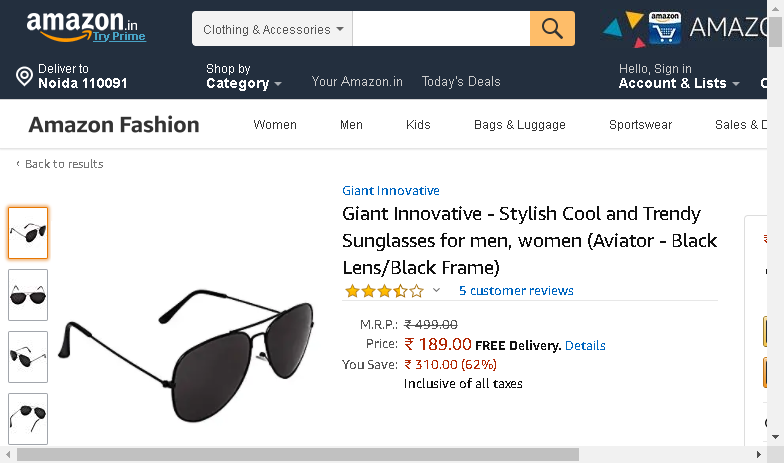 amazon.in
Try Prime
Clothing & Accessories
amazon
Deliver to
Noida 110091
Shop by
Category
Your Amazon.in
Today's Deals
Hello, Sign in
Account & Lists
Amazon Fashion
Women
Men
Kids
Bags & Luggage
Sportswear
Sales &
‹ Back to results
Giant Innovative
Giant Innovative - Stylish Cool and Trendy
Sunglasses for men, women (Aviator - Black
Lens/Black Frame)
5 customer reviews
M.R.P.: ₹ 499.00
Price: ₹ 189.00 FREE Delivery. Details
You Save: ₹ 310.00 (62%)
Inclusive of all taxes